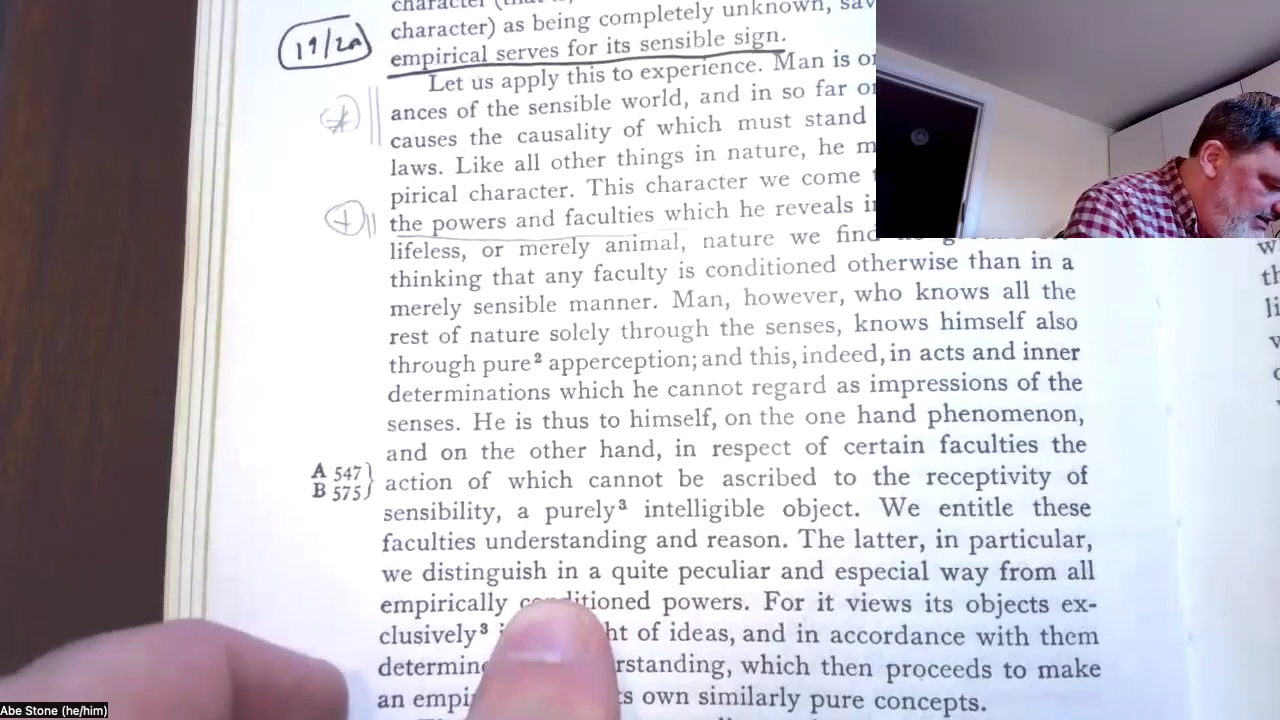 character) as being completely unknown, sav
19/2a
empirical serves for its sensible sign.
Let us apply this to experience. Man is o
ances of the sensible world, and in so far o
causes the causality of which must stand
laws. Like all other things in nature, he m
pirical character. This character we come
the powers and faculties which he reveals i
lifeless, or merely animal, nature we find
thinking that any faculty is conditioned otherwise than in a
merely sensible manner. Man, however, who knows all the
rest of nature solely through the senses, knows himself also
through pure² apperception; and this, indeed, in acts and inner
determinations which he cannot regard as impressions of the
senses. He is thus to himself, on the one hand phenomenon,
and on the other hand, in respect of certain faculties the
A 547
B 575
action of which cannot be ascribed to the receptivity of
sensibility, a purely³ intelligible object. We entitle these
faculties understanding and reason. The latter, in particular,
we distinguish in a quite peculiar and especial way from all
empirically conditioned powers. For it views its objects ex-
clusively³ ht of ideas, and in accordance with them
determine rstanding, which then proceeds to make
an empi s own similarly pure concepts.
Abe Stone (he/him)